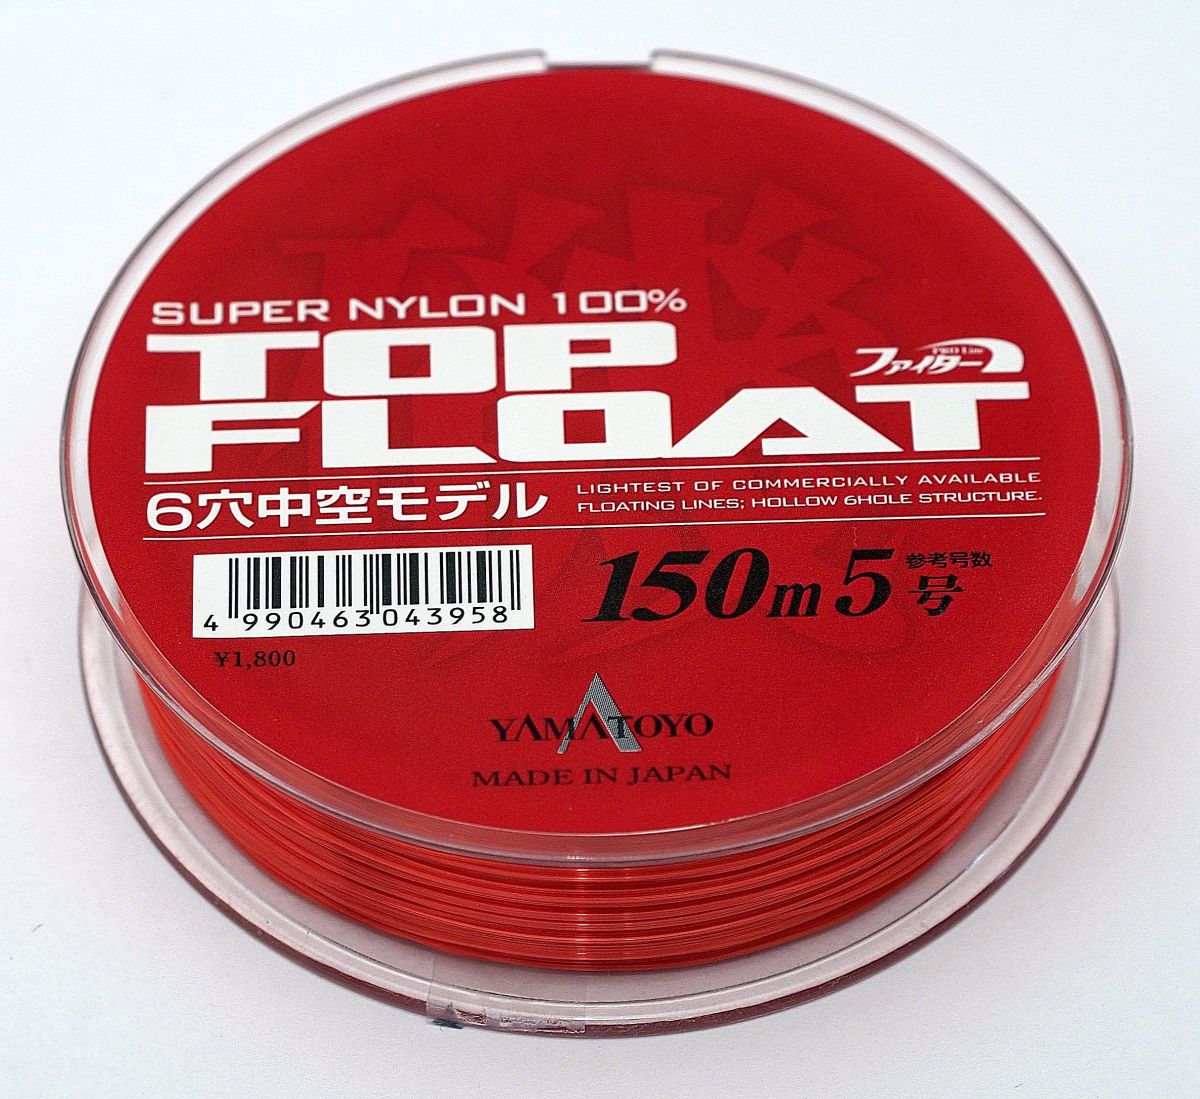 SUPER NYLON 100%
TOP
PRO Line
ファイター
FLOAT
6穴中空モデル
LIGHTEST OF COMMERCIALLY AVAILABLE
FLOATING LINES; HOLLOW 6HOLE STRUCTURE.
4 990463 043958
¥1,800
150m 5号
参考号数
YAMATOYO
MADE IN JAPAN